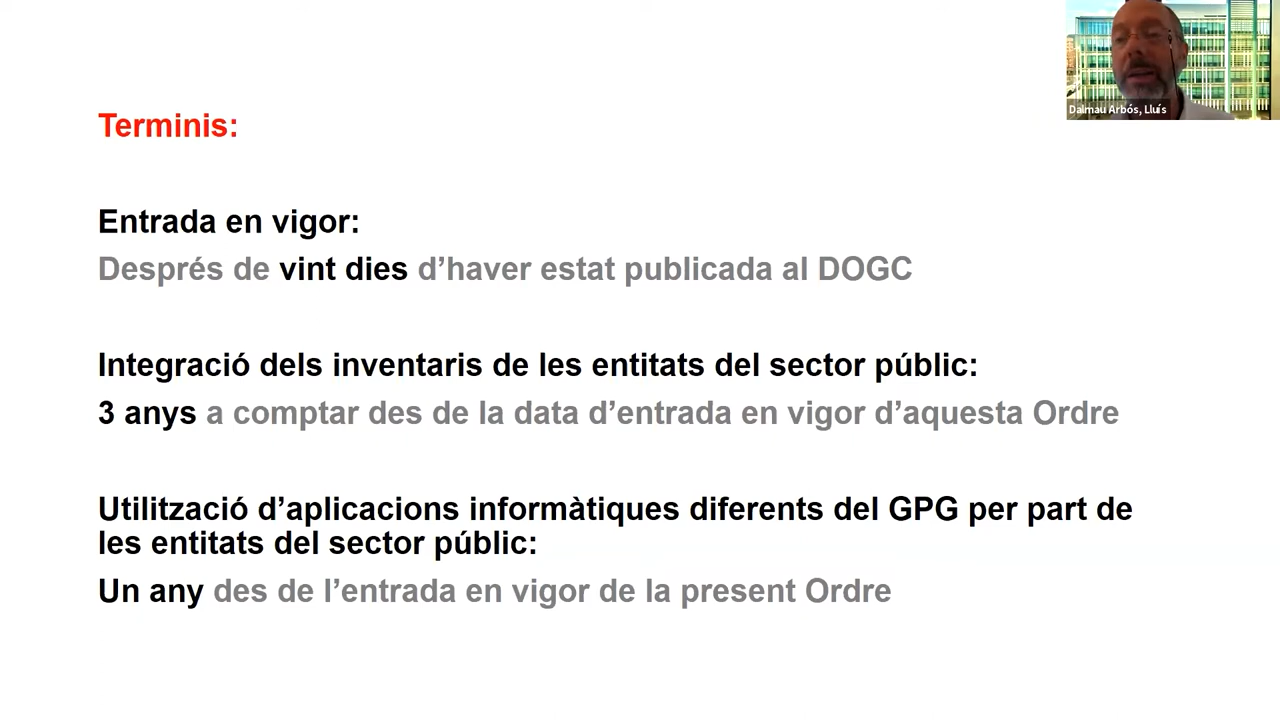 Dalmau Arbós, Lluís
Terminis:
Entrada en vigor:
Després de vint dies d’haver estat publicada al DOGC
Integració dels inventaris de les entitats del sector públic:
3 anys a comptar des de la data d’entrada en vigor d’aquesta Ordre
Utilització d’aplicacions informàtiques diferents del GPG per part de
les entitats del sector públic:
Un any des de l’entrada en vigor de la present Ordre